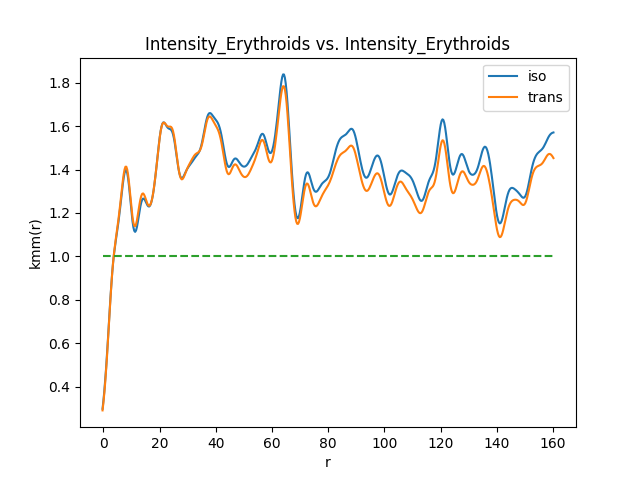 Intensity_Erythroids vs. Intensity_Erythroids
iso
trans
kmm(r)
1.8
1.6
1.4
1.2
1.0
0.8
0.6
0.4
0 20 40 60 80 100 120 140 160
r